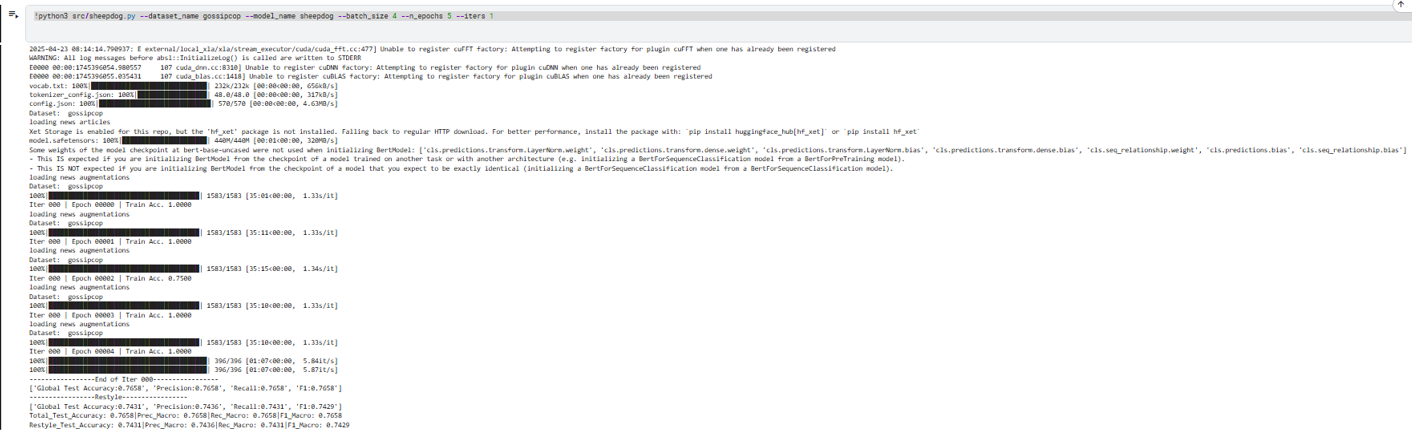 !python3 src/sheepdog.py --dataset_name gossipcop --model_name sheepdog --batch_size 4 --n_epochs 5 --iters 1
2025-04-23 08:14:14.790937: E external/local_xla/xla/stream_executor/cuda/cuda_fft.cc:477] Unable to register cuFFT factory: Attempting to register factory for plugin cuFFT when one has already been registered
WARNING: All log messages before absl::InitializeLog() is called are written to STDERR
E0000 00:00:1745396054.980557     107 cuda_dnn.cc:8310] Unable to register cuDNN factory: Attempting to register factory for plugin cuDNN when one has already been registered
E0000 00:00:1745396055.035431     107 cuda_blas.cc:1418] Unable to register cuBLAS factory: Attempting to register factory for plugin cuBLAS when one has already been registered
vocab.txt: 100%| | 232k/232k [00:00<00:00, 656kB/s]
tokenizer_config.json: 100%| | 48.0/48.0 [00:00<00:00, 317kB/s]
config.json: 100%| | 570/570 [00:00<00:00, 4.63MB/s]
Dataset:  gossipcop
loading news articles
Xet Storage is enabled for this repo, but the 'hf_xet' package is not installed. Falling back to regular HTTP download. For better performance, install the package with: `pip install huggingface_hub[hf_xet]` or `pip install hf_xet`
model.safetensors: 100%| | 440M/440M [00:01<00:00, 320MB/s]
Some weights of the model checkpoint at bert-base-uncased were not used when initializing BertModel: ['cls.predictions.transform.LayerNorm.weight', 'cls.predictions.transform.dense.weight', 'cls.predictions.transform.LayerNorm.bias', 'cls.predictions.transform.dense.bias', 'cls.seq_relationship.weight', 'cls.predictions.bias', 'cls.seq_relationship.bias']
- This IS expected if you are initializing BertModel from the checkpoint of a model trained on another task or with another architecture (e.g. initializing a BertForSequenceClassification model from a BertForPreTraining model).
- This IS NOT expected if you are initializing BertModel from the checkpoint of a model that you expect to be exactly identical (initializing a BertForSequenceClassification model from a BertForSequenceClassification model).
loading news augmentations
Dataset:  gossipcop
100%| | 1583/1583 [35:01<00:00,  1.33s/it]
Iter 000 | Epoch 00000 | Train Acc. 1.0000
loading news augmentations
Dataset:  gossipcop
100%| | 1583/1583 [35:11<00:00,  1.33s/it]
Iter 000 | Epoch 00001 | Train Acc. 1.0000
loading news augmentations
Dataset:  gossipcop
100%| | 1583/1583 [35:15<00:00,  1.34s/it]
Iter 000 | Epoch 00002 | Train Acc. 0.7500
loading news augmentations
Dataset:  gossipcop
100%| | 1583/1583 [35:10<00:00,  1.33s/it]
Iter 000 | Epoch 00003 | Train Acc. 1.0000
loading news augmentations
Dataset:  gossipcop
100%| | 1583/1583 [35:10<00:00,  1.33s/it]
Iter 000 | Epoch 00004 | Train Acc. 1.0000
100%| | 396/396 [01:07<00:00,  5.84it/s]
100%| | 396/396 [01:07<00:00,  5.87it/s]
-----------------End of Iter 000-----------------
['Global Test Accuracy:0.7658', 'Precision:0.7658', 'Recall:0.7658', 'F1:0.7658']
-----------------Restyle-----------------
['Global Test Accuracy:0.7431', 'Precision:0.7436', 'Recall:0.7431', 'F1:0.7429']
Total_Test_Accuracy: 0.7658|Prec_Macro: 0.7658|Rec_Macro: 0.7658|F1_Macro: 0.7658
Restyle_Test_Accuracy: 0.7431|Prec_Macro: 0.7436|Rec_Macro: 0.7431|F1_Macro: 0.7429